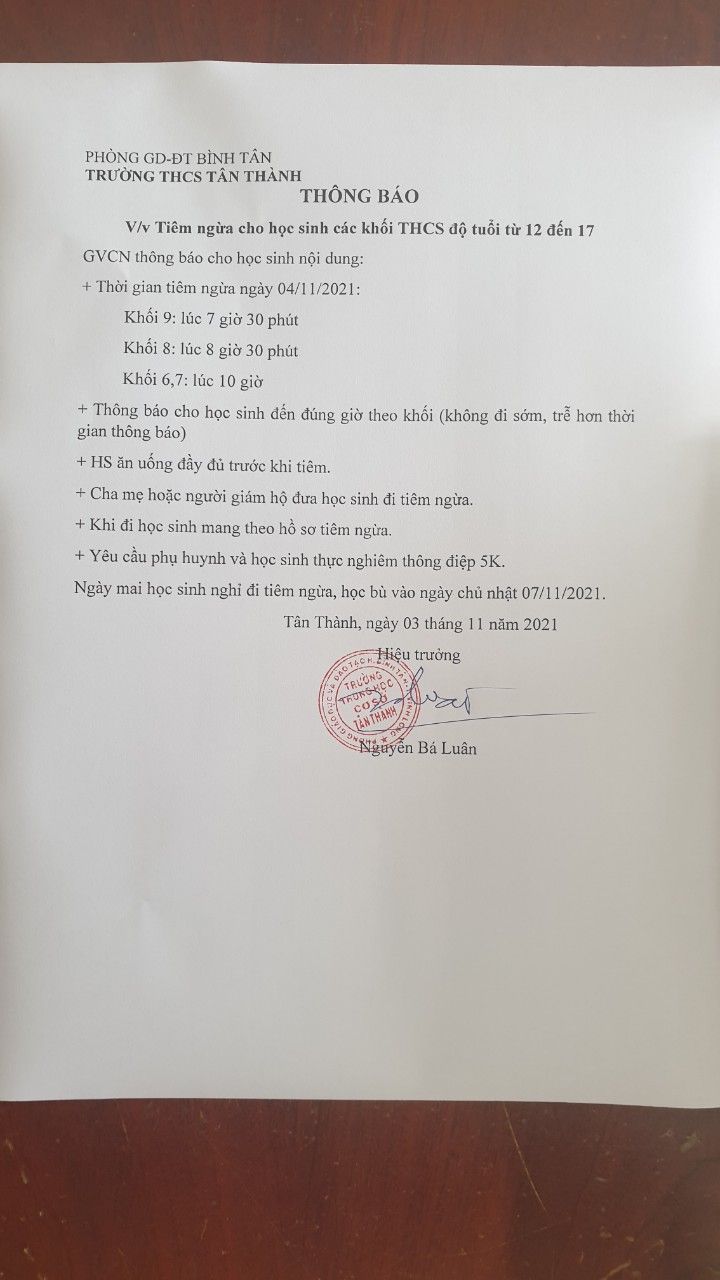 PHÒNG GD-ĐT BÌNH TÂN
TRƯỜNG THCS TÂN THÀNH
THÔNG BÁO
V/v Tiêm ngừa cho học sinh các khối THCS độ tuổi từ 12 đến 17
GVCN thông báo cho học sinh nội dung:
+ Thời gian tiêm ngừa ngày 04/11/2021:
Khối 9: lúc 7 giờ 30 phút
Khối 8: lúc 8 giờ 30 phút
Khối 6,7: lúc 10 giờ
+ Thông báo cho học sinh đến đúng giờ theo khối (không đi sớm, trễ hơn thời
gian thông báo)
+ HS ăn uống đầy đủ trước khi tiêm.
+ Cha mẹ hoặc người giám hộ đưa học sinh đi tiêm ngừa.
+ Khi đi học sinh mang theo hồ sơ tiêm ngừa.
+ Yêu cầu phụ huynh và học sinh thực nghiêm thông điệp 5K.
Ngày mai học sinh nghỉ đi tiêm ngừa, học bù vào ngày chủ nhật 07/11/2021.
Tân Thành, ngày 03 tháng 11 năm 2021
Hiệu trưởng
TRƯỜNG
TRUNG HỌC
CƠ SỞ
TÂN THÀNH
Nguyễn Bá Luân